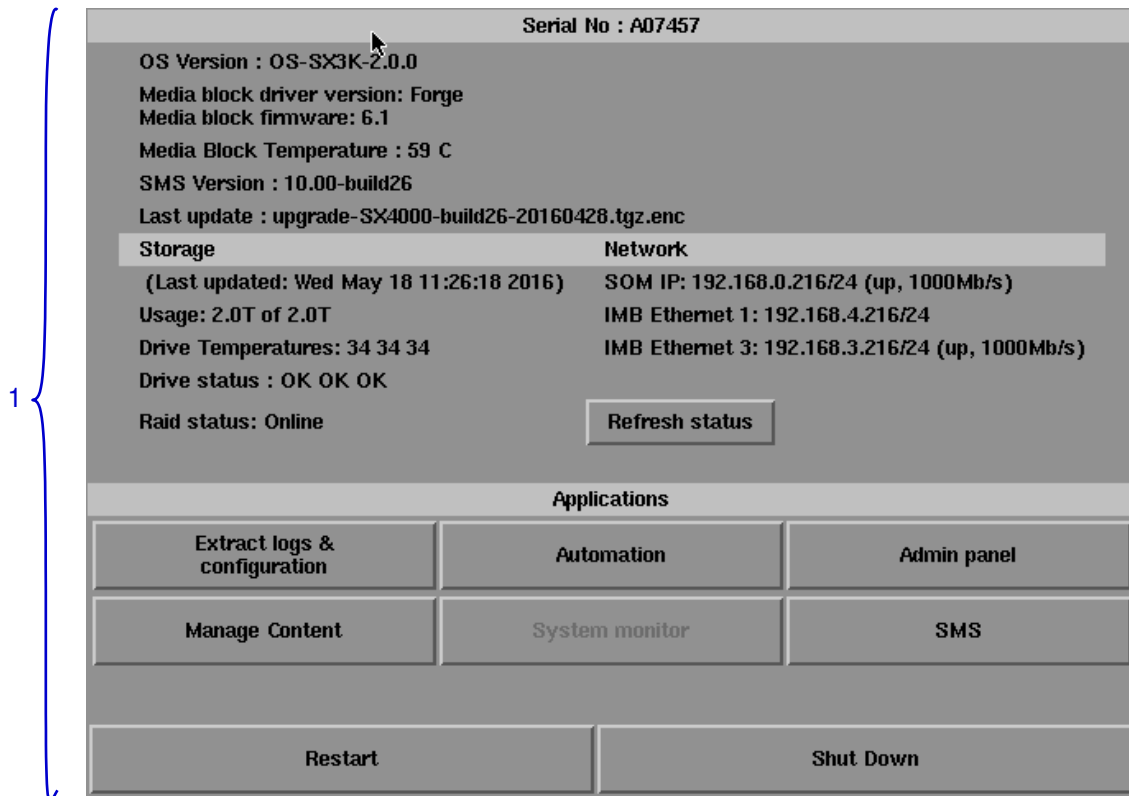 Serial No : A07457
OS Version : OS-SX3K-2.0.0
Media block driver version: Forge
Media block firmware: 6.1
Media Block Temperature : 59 C
SMS Version : 10.00-build26
Last update : upgrade-SX4000-build26-20160428.tgz.enc
Storage
Network
(Last updated: Wed May 18 11:26:18 2016)
SOM IP: 192.168.0.216/24 (up, 1000Mb/s)
Usage: 2.0T of 2.0T
IMB Ethernet 1: 192.168.4.216/24
Drive Temperatures: 34 34 34
IMB Ethernet 3: 192.168.3.216/24 (up, 1000Mb/s)
Drive status : OK OK OK
1
Raid status: Online
Refresh status
Applications
Extract logs &
configuration
Automation
Admin panel
Manage Content
System monitor
SMS
Restart
Shut Down